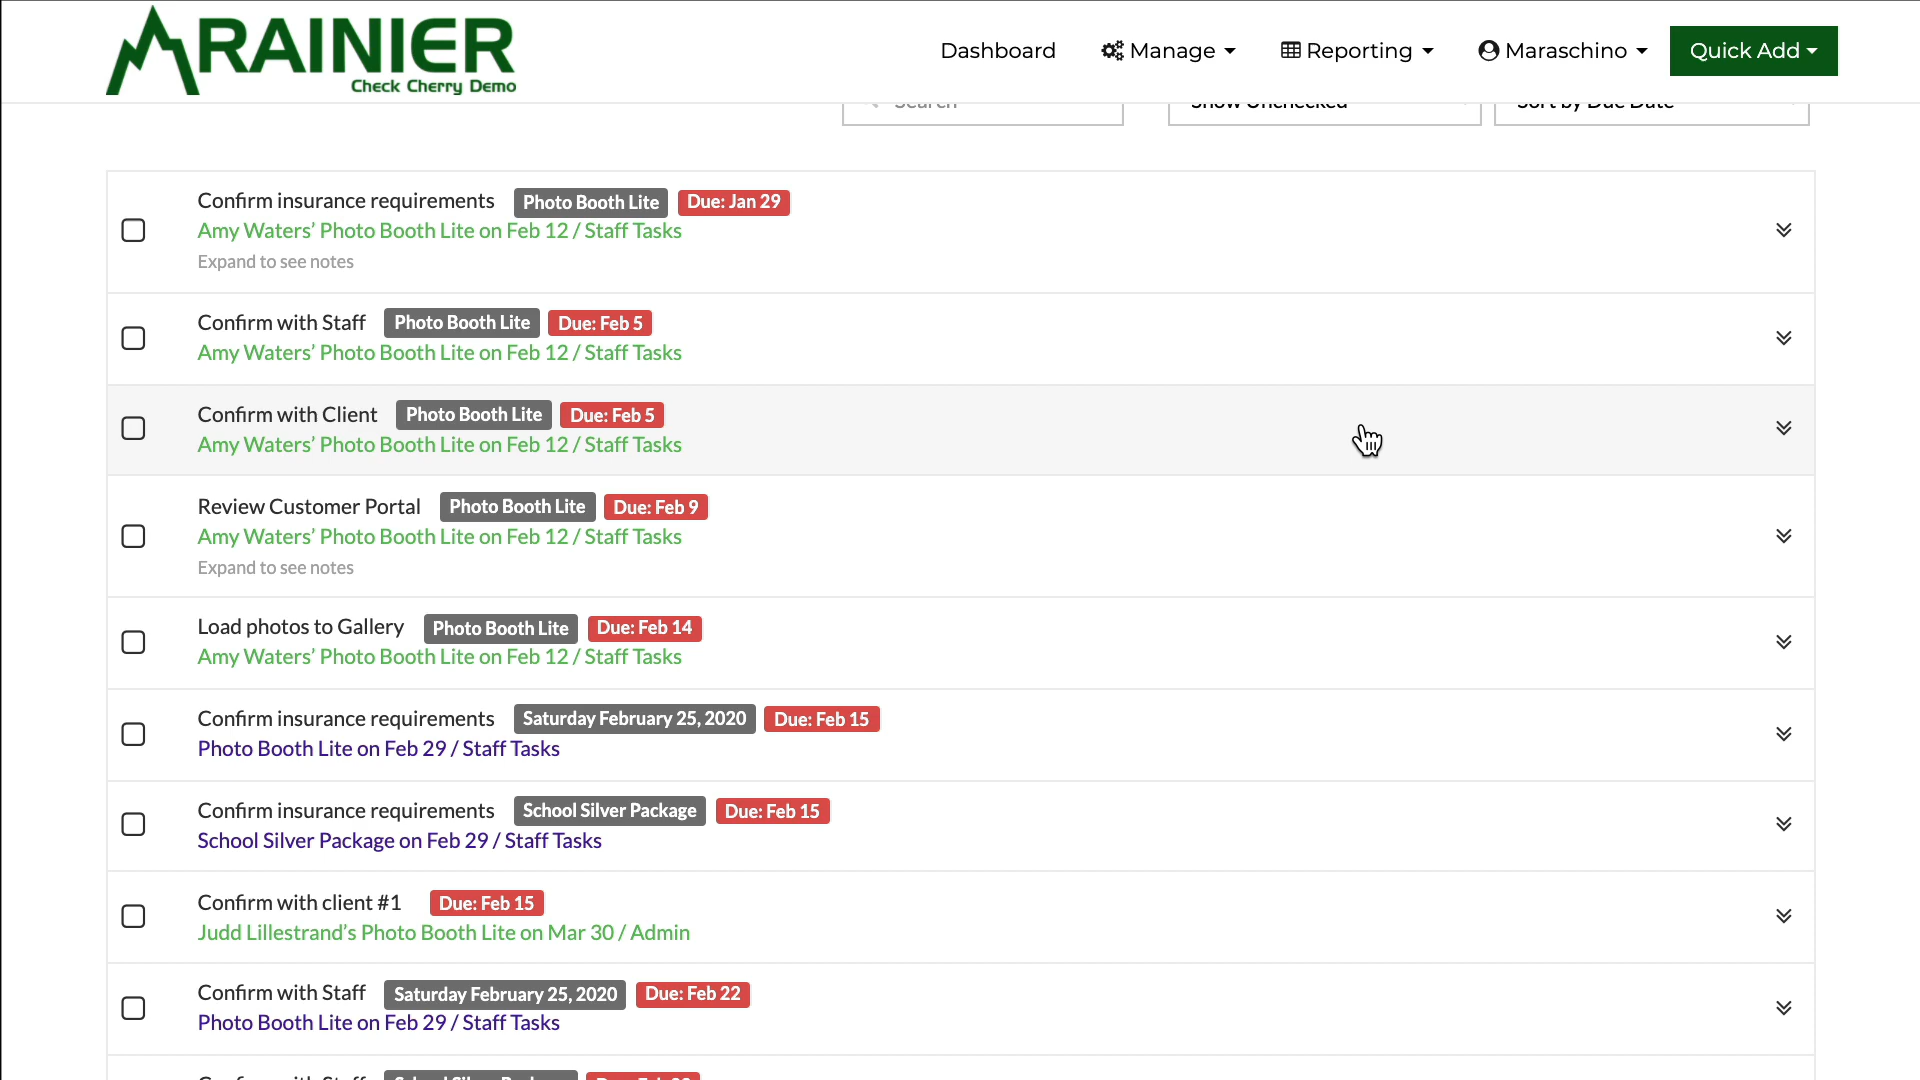 RAINIER
Check Cherry Demo
Dashboard Manage Reporting Maraschino Quick Add
Search Show Unchecked Sort by Due Date
Confirm insurance requirements Photo Booth Lite Due: Jan 29
Amy Waters’ Photo Booth Lite on Feb 12 / Staff Tasks
Expand to see notes
Confirm with Staff Photo Booth Lite Due: Feb 5
Amy Waters’ Photo Booth Lite on Feb 12 / Staff Tasks
Confirm with Client Photo Booth Lite Due: Feb 5
Amy Waters’ Photo Booth Lite on Feb 12 / Staff Tasks
Review Customer Portal Photo Booth Lite Due: Feb 9
Amy Waters’ Photo Booth Lite on Feb 12 / Staff Tasks
Expand to see notes
Load photos to Gallery Photo Booth Lite Due: Feb 14
Amy Waters’ Photo Booth Lite on Feb 12 / Staff Tasks
Confirm insurance requirements Saturday February 25, 2020 Due: Feb 15
Photo Booth Lite on Feb 29 / Staff Tasks
Confirm insurance requirements School Silver Package Due: Feb 15
School Silver Package on Feb 29 / Staff Tasks
Confirm with client #1 Due: Feb 15
Judd Lillestrand’s Photo Booth Lite on Mar 30 / Admin
Confirm with Staff Saturday February 25, 2020 Due: Feb 22
Photo Booth Lite on Feb 29 / Staff Tasks